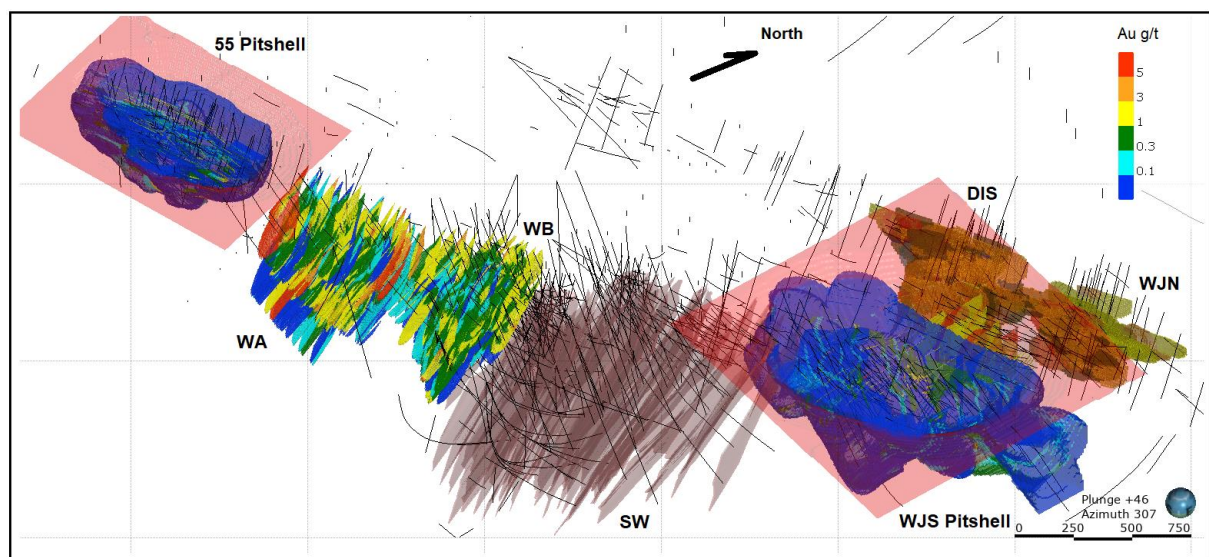 55 Pitshell
North
Au g/t
5
3
1
0.3
0.1
DIS
WB
WJN
WA
SW
WJS Pitshell
Plunge +46
Azimuth 307
0 250 500 750